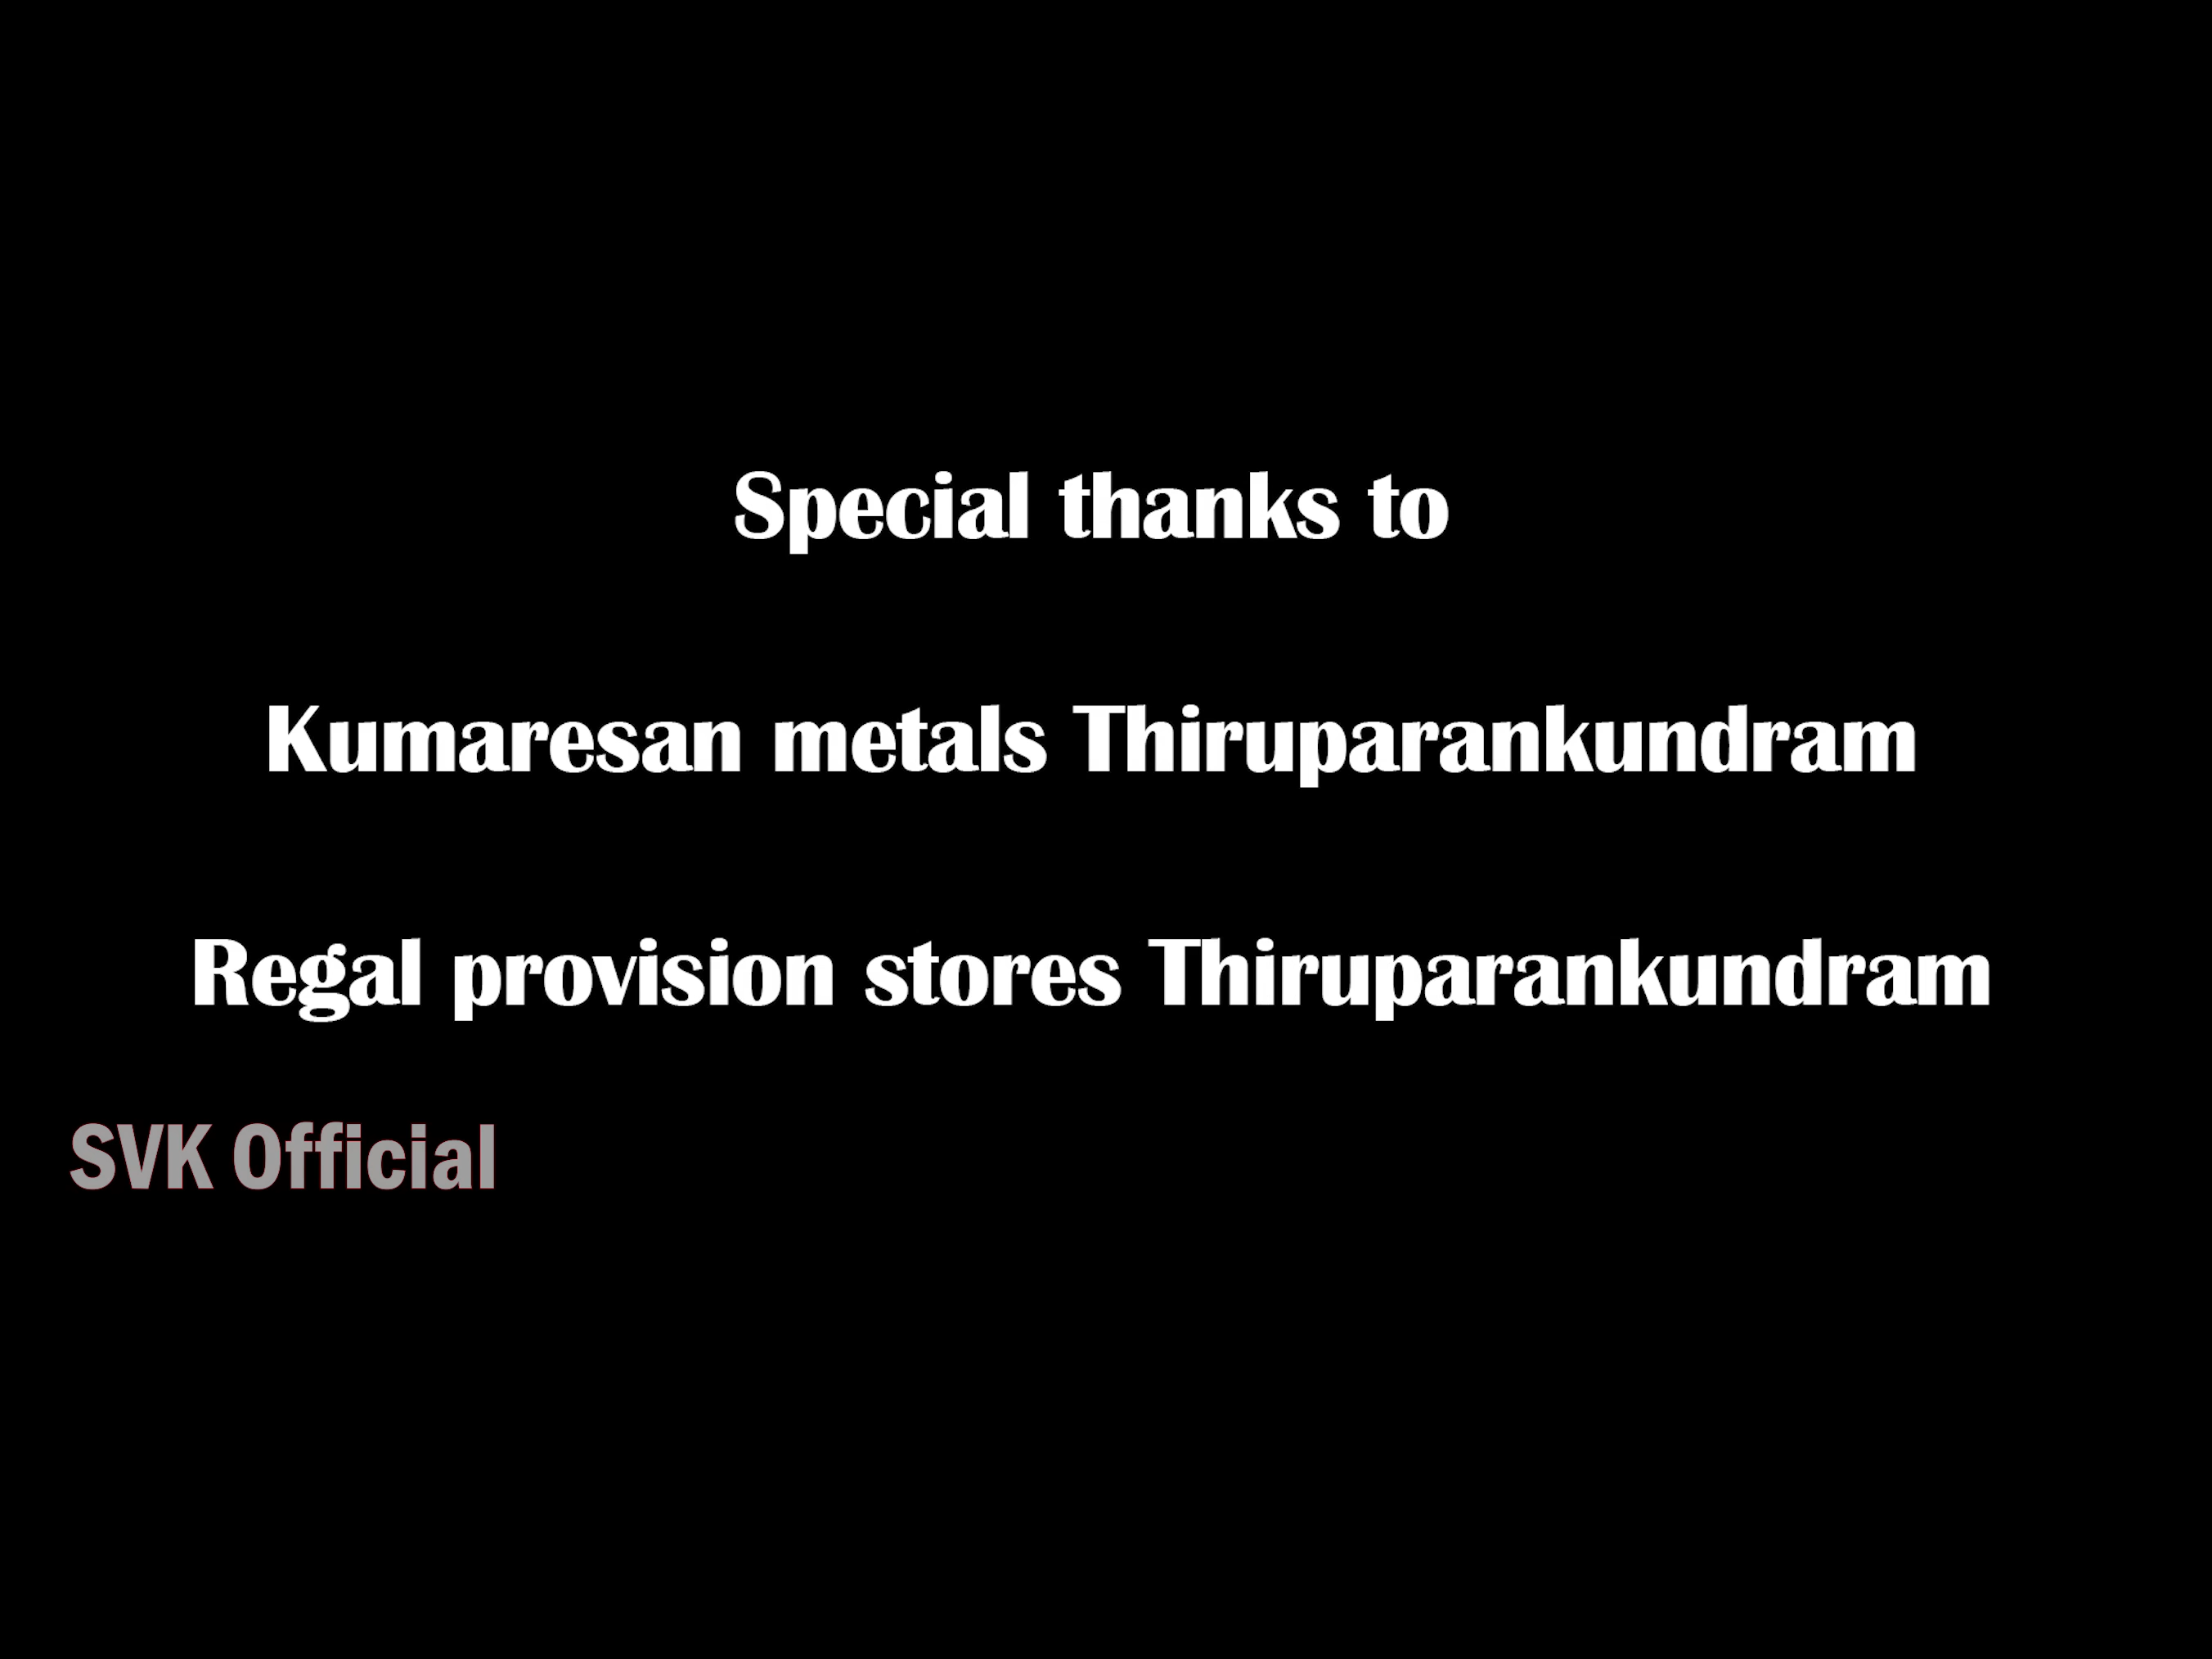 Special thanks to
Kumaresan metals Thiruparankundram
Regal provision stores Thiruparankundram
SVK Official